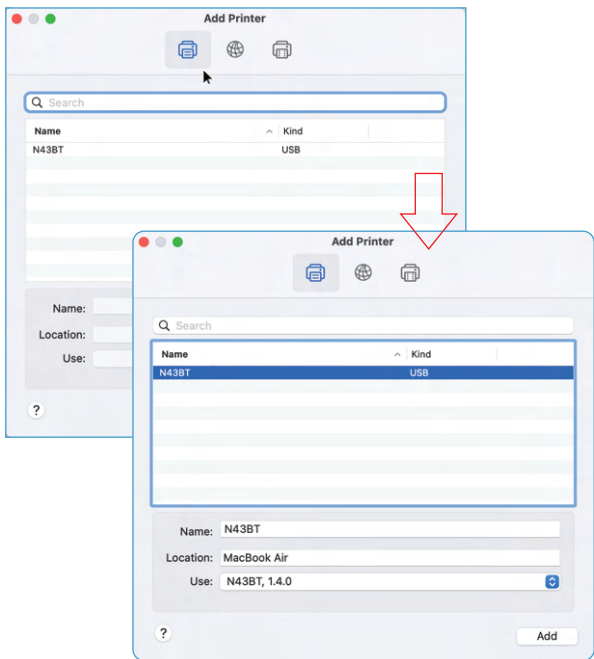 Add Printer
Search
Name Kind
N43BT USB
Name:
Location:
Use:
?
Add Printer
Search
Name Kind
N43BT USB
Name: N43BT
Location: MacBook Air
Use: N43BT, 1.4.0
? Add